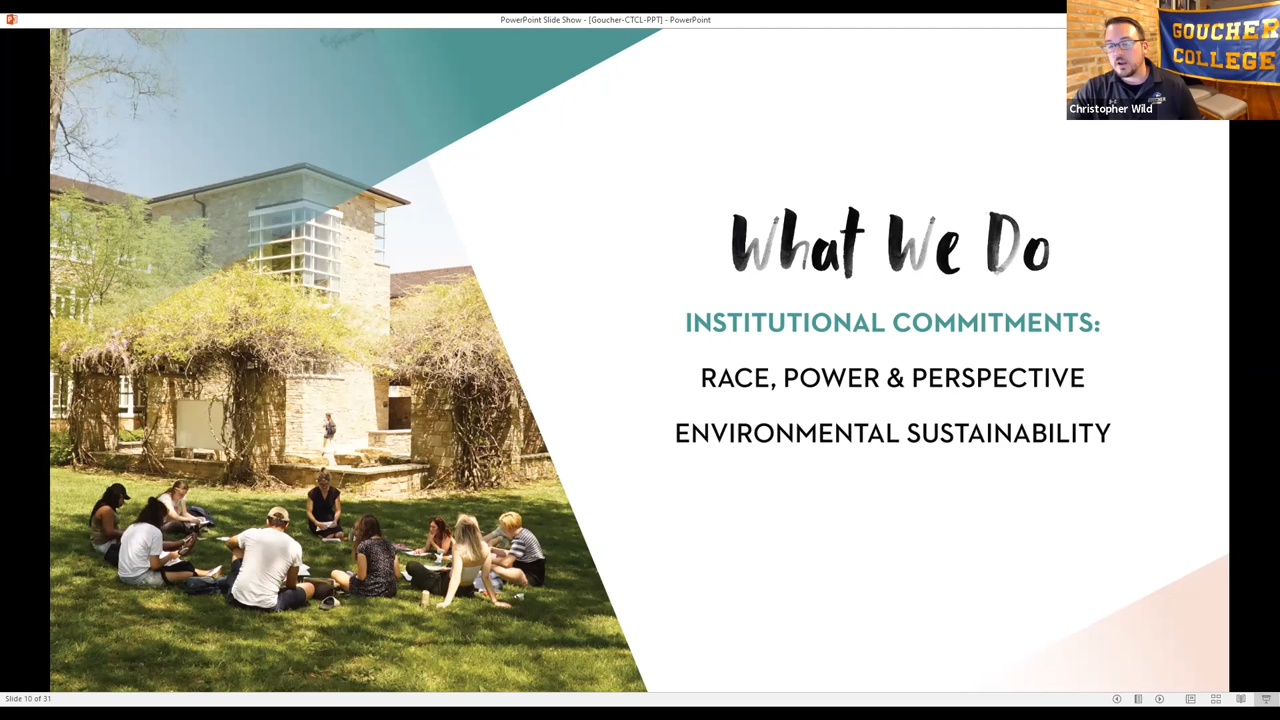 PowerPoint Slide Show - [Goucher-CTCL-PPT] - PowerPoint
GOUCHER
COLLEGE
Christopher Wild
What We Do
INSTITUTIONAL COMMITMENTS:
RACE, POWER & PERSPECTIVE
ENVIRONMENTAL SUSTAINABILITY
Slide 10 of 31